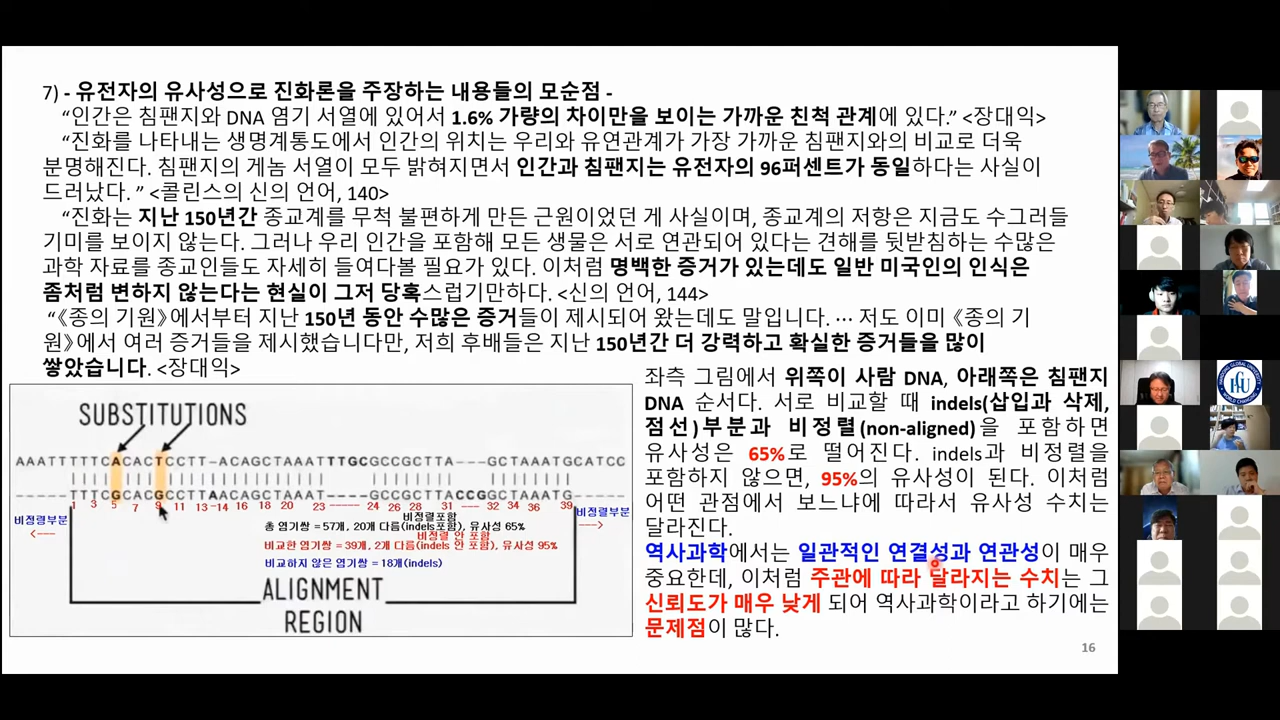 7) - 유전자의 유사성으로 진화론을 주장하는 내용들의 모순점 -
“인간은 침팬지와 DNA 염기 서열에 있어서 1.6% 가량의 차이만을 보이는 가까운 친척 관계에 있다.” <장대익>
“진화를 나타내는 생명계통도에서 인간의 위치는 우리와 유연관계가 가장 가까운 침팬지와의 비교로 더욱
분명해진다. 침팬지의 게놈 서열이 모두 밝혀지면서 인간과 침팬지는 유전자의 96퍼센트가 동일하다는 사실이
드러났다. ” <콜린스의 신의 언어, 140>
“진화는 지난 150년간 종교계를 무척 불편하게 만든 근원이었던 게 사실이며, 종교계의 저항은 지금도 수그러들
기미를 보이지 않는다. 그러나 우리 인간을 포함해 모든 생물은 서로 연관되어 있다는 견해를 뒷받침하는 수많은
과학 자료를 종교인들도 자세히 들여다볼 필요가 있다. 이처럼 명백한 증거가 있는데도 일반 미국인의 인식은
좀처럼 변하지 않는다는 현실이 그저 당혹스럽기만하다. <신의 언어, 144>
“《종의 기원》에서부터 지난 150년 동안 수많은 증거들이 제시되어 왔는데도 말입니다. … 저도 이미 《종의 기
원》에서 여러 증거들을 제시했습니다만, 저희 후배들은 지난 150년간 더 강력하고 확실한 증거들을 많이
쌓았습니다. <장대익>
SUBSTITUTIONS
AAATTTTTCACACTCCTT-ACAGCTAAATTTGCGCCGCTTA---GCTAAATGCATCC
-----TTTCGCACGCCTTAACAGCTAAAT-----GCCGCTTACCGGCTAAATG------
1 3 5 7 9 11 13 -14 16 18 20 23 24 26 28 31 34 37 39
비정렬부분
<---
비정렬부분
--->
비정렬포함
총 염기쌍 = 57개, 20개 다름(indels포함), 유사성 65%
비정렬 안 포함
비교한 염기쌍 = 39개, 2개 다름(indels 안 포함), 유사성 95%
비교하지 않은 염기쌍 = 18개(indels)
ALIGNMENT
REGION
좌측 그림에서 위쪽이 사람 DNA, 아래쪽은 침팬지
DNA 순서다. 서로 비교할 때 indels(삽입과 삭제,
점선)부분과 비정렬(non-aligned)을 포함하면
유사성은 65%로 떨어진다. indels과 비정렬을
포함하지 않으면, 95%의 유사성이 된다. 이처럼
어떤 관점에서 보느냐에 따라서 유사성 수치는
달라진다.
역사과학에서는 일관적인 연결성과 연관성이 매우
중요한데, 이처럼 주관에 따라 달라지는 수치는 그
신뢰도가 매우 낮게 되어 역사과학이라고 하기에는
문제점이 많다.
16